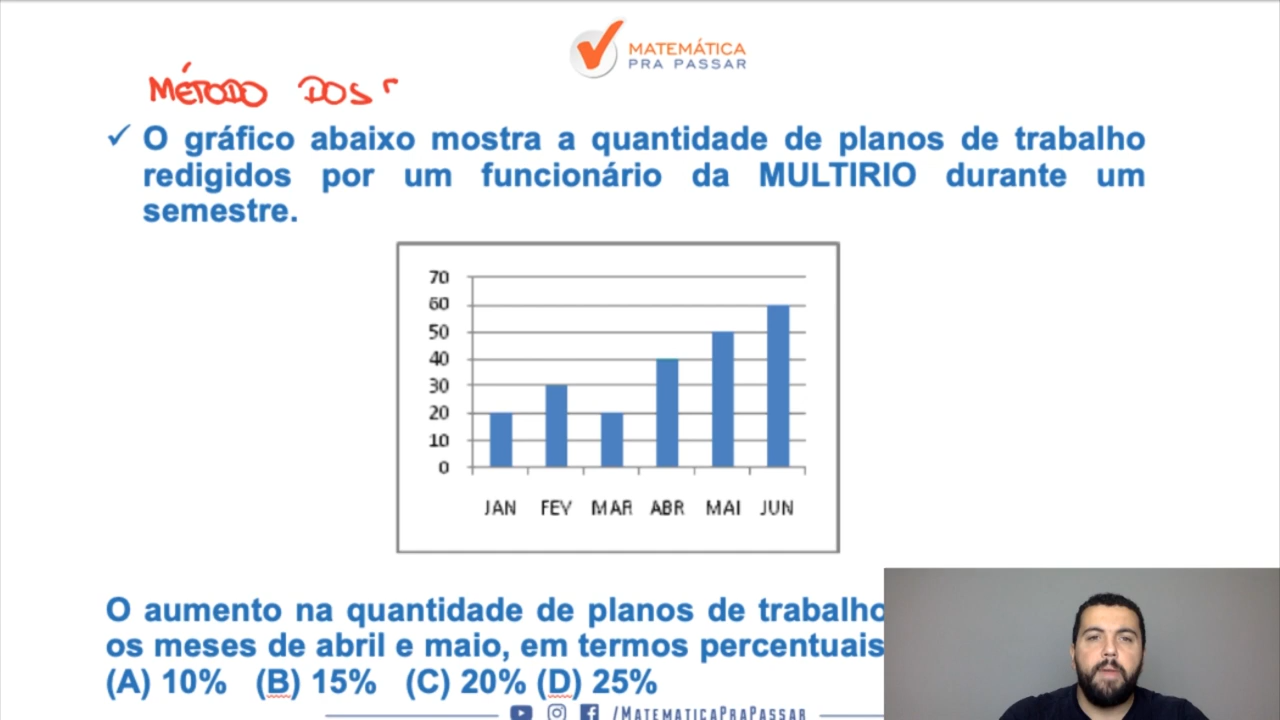 MATEMÁTICA
PRA PASSAR
MÉTODO DOS
✓ O gráfico abaixo mostra a quantidade de planos de trabalho
redigidos por um funcionário da MULTIRIO durante um
semestre.
70
60
50
40
30
20
10
0
JAN FEV MAR ABR MAI JUN
O aumento na quantidade de planos de trabalho
os meses de abril e maio, em termos percentuais
(A) 10% (B) 15% (C) 20% (D) 25%
/MATEMATICAPRAPASSAR